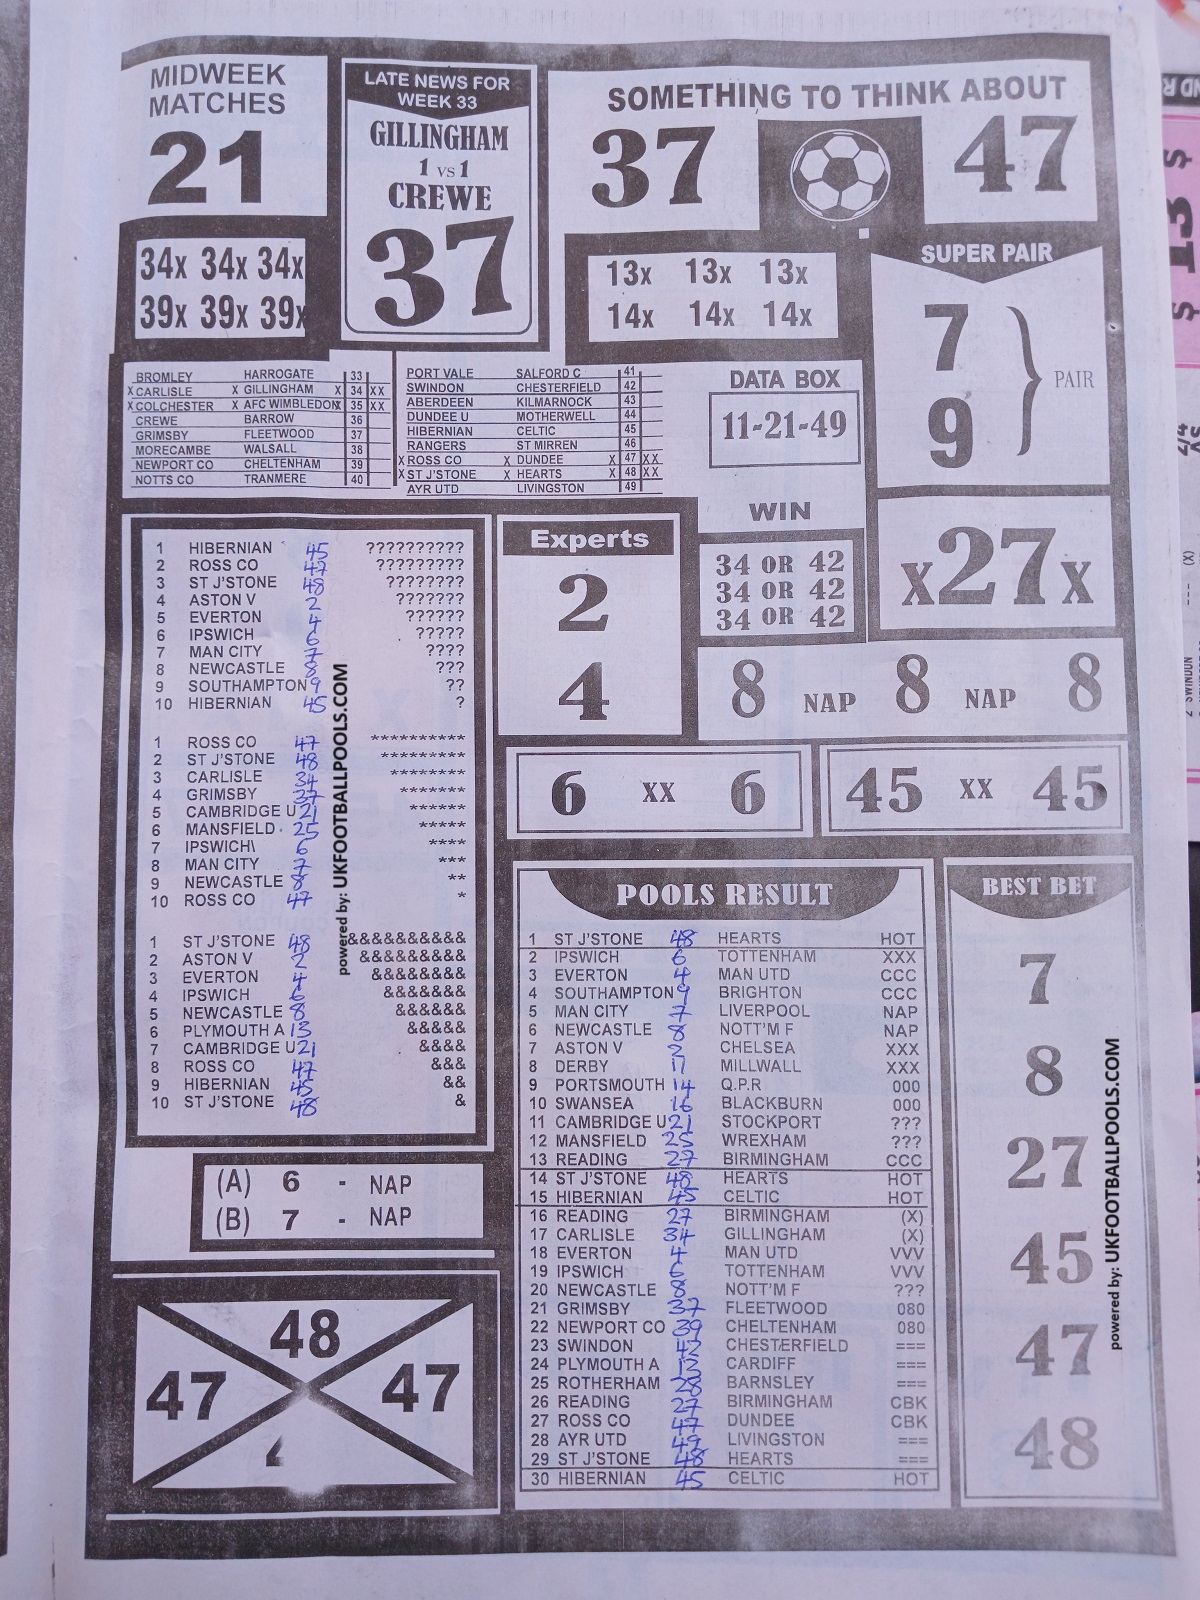 MIDWEEK
MATCHES
21
LATE NEWS FOR
WEEK 33
GILLINGHAM
1 vs 1
CREWE
37
SOMETHING TO THINK ABOUT
37 47
34x 34x 34x
39x 39x 39x
13x 13x 13x
14x 14x 14x
SUPER PAIR
7
9
PAIR
BROMLEY HARROGATE 33
X CARLISLE X GILLINGHAM X 34 XX
X COLCHESTER X AFC WIMBLEDON X 35 XX
CREWE BARROW 36
GRIMSBY FLEETWOOD 37
MORECAMBE WALSALL 38
NEWPORT CO CHELTENHAM 39
NOTTS CO TRANMERE 40
PORT VALE SALFORD C 41
SWINDON CHESTERFIELD 42
ABERDEEN KILMARNOCK 43
DUNDEE U MOTHERWELL 44
HIBERNIAN CELTIC 45
RANGERS ST MIRREN 46
X ROSS CO X DUNDEE X 47 XX
X ST J'STONE X HEARTS X 48 XX
AYR UTD LIVINGSTON 49
DATA BOX
11-21-49
WIN
34 OR 42
34 OR 42
34 OR 42
X27X
1 HIBERNIAN 45 ??????????
2 ROSS CO 47 ?????????
3 ST J'STONE 48 ????????
4 ASTON V 2 ???????
5 EVERTON 4 ??????
6 IPSWICH 6 ?????
7 MAN CITY 7 ????
8 NEWCASTLE 8 ???
9 SOUTHAMPTON 9 ??
10 HIBERNIAN 45 ?
1 ROSS CO 47 **********
2 ST J'STONE 48 *********
3 CARLISLE 34 ********
4 GRIMSBY 37 *******
5 CAMBRIDGE U 21 ******
6 MANSFIELD 25 *****
7 IPSWICH\ 6 ****
8 MAN CITY 7 ***
9 NEWCASTLE 8 **
10 ROSS CO 47 *
1 ST J'STONE 48 &&&&&&&&&&
2 ASTON V 2 &&&&&&&&&
3 EVERTON 4 &&&&&&&&
4 IPSWICH 6 &&&&&&&
5 NEWCASTLE 8 &&&&&&
6 PLYMOUTH A 13 &&&&&
7 CAMBRIDGE U 21 &&&&
8 ROSS CO 47 &&&
9 HIBERNIAN 45 &&
10 ST J'STONE 48 &
powered by: UKFOOTBALLPOOLS.COM
Experts
2
4
8 NAP 8 NAP 8
6 XX 6
45 XX 45
(A) 6 - NAP
(B) 7 - NAP
48
47 47
4
POOLS RESULT
1 ST J'STONE 48 HEARTS HOT
2 IPSWICH 6 TOTTENHAM XXX
3 EVERTON 4 MAN UTD CCC
4 SOUTHAMPTON 9 BRIGHTON CCC
5 MAN CITY 7 LIVERPOOL NAP
6 NEWCASTLE 8 NOTT'M F NAP
7 ASTON V 2 CHELSEA XXX
8 DERBY 11 MILLWALL XXX
9 PORTSMOUTH 14 Q.P.R 000
10 SWANSEA 16 BLACKBURN 000
11 CAMBRIDGE U 21 STOCKPORT ???
12 MANSFIELD 25 WREXHAM ???
13 READING 27 BIRMINGHAM CCC
14 ST J'STONE 48 HEARTS HOT
15 HIBERNIAN 45 CELTIC HOT
16 READING 27 BIRMINGHAM (X)
17 CARLISLE 34 GILLINGHAM (X)
18 EVERTON 4 MAN UTD VVV
19 IPSWICH 6 TOTTENHAM VVV
20 NEWCASTLE 8 NOTT'M F ???
21 GRIMSBY 37 FLEETWOOD 080
22 NEWPORT CO 39 CHELTENHAM 080
23 SWINDON 42 CHESTERFIELD ===
24 PLYMOUTH A 13 CARDIFF ===
25 ROTHERHAM 28 BARNSLEY ===
26 READING 27 BIRMINGHAM CBK
27 ROSS CO 47 DUNDEE CBK
28 AYR UTD 49 LIVINGSTON ===
29 ST J'STONE 48 HEARTS ===
30 HIBERNIAN 45 CELTIC HOT
BEST BET
7
8
27
45
47
48
powered by: UKFOOTBALLPOOLS.COM